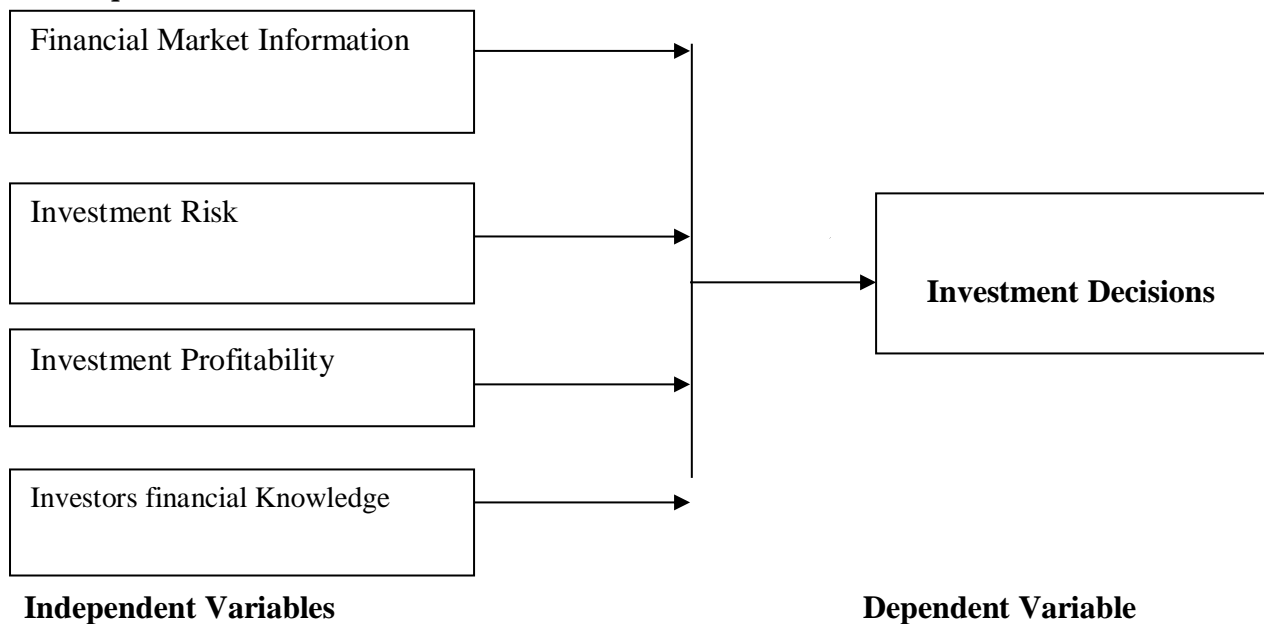 Financial Market Information
Investment Risk
Investment Profitability
Investors financial Knowledge
Investment Decisions
Independent Variables
Dependent Variable